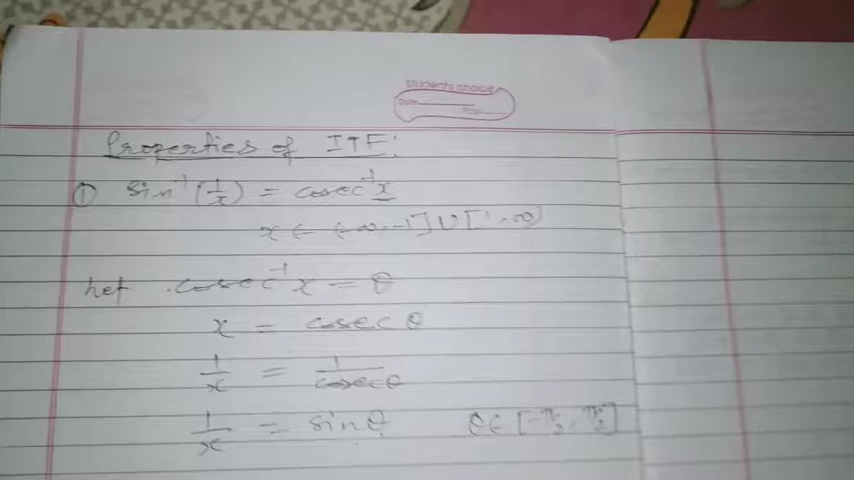 students choice
Date
Properties of ITF:
① sin⁻¹(1/x) = cosec⁻¹x
x ∈ (-∞, -1] ∪ [1, ∞)
Let cosec⁻¹x = θ
x = cosec θ
1/x = 1/cosecθ
1/x = sinθ θ∈ [-π/2, π/2]